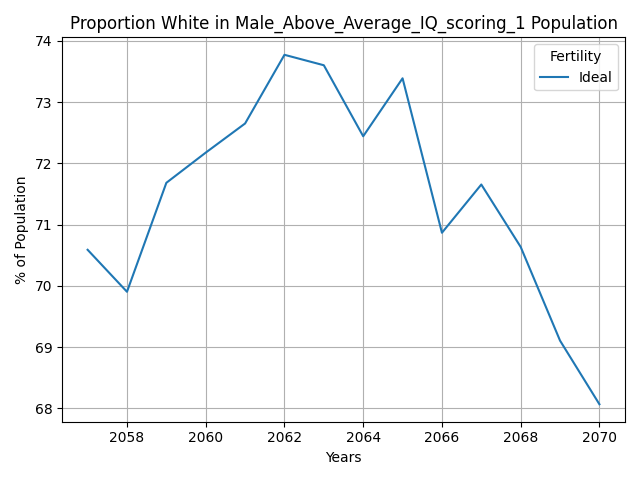 Proportion White in Male_Above_Average_IQ_scoring_1 Population
74
73
72
71
70
69
68
% of Population
Fertility
Ideal
2058 2060 2062 2064 2066 2068 2070
Years